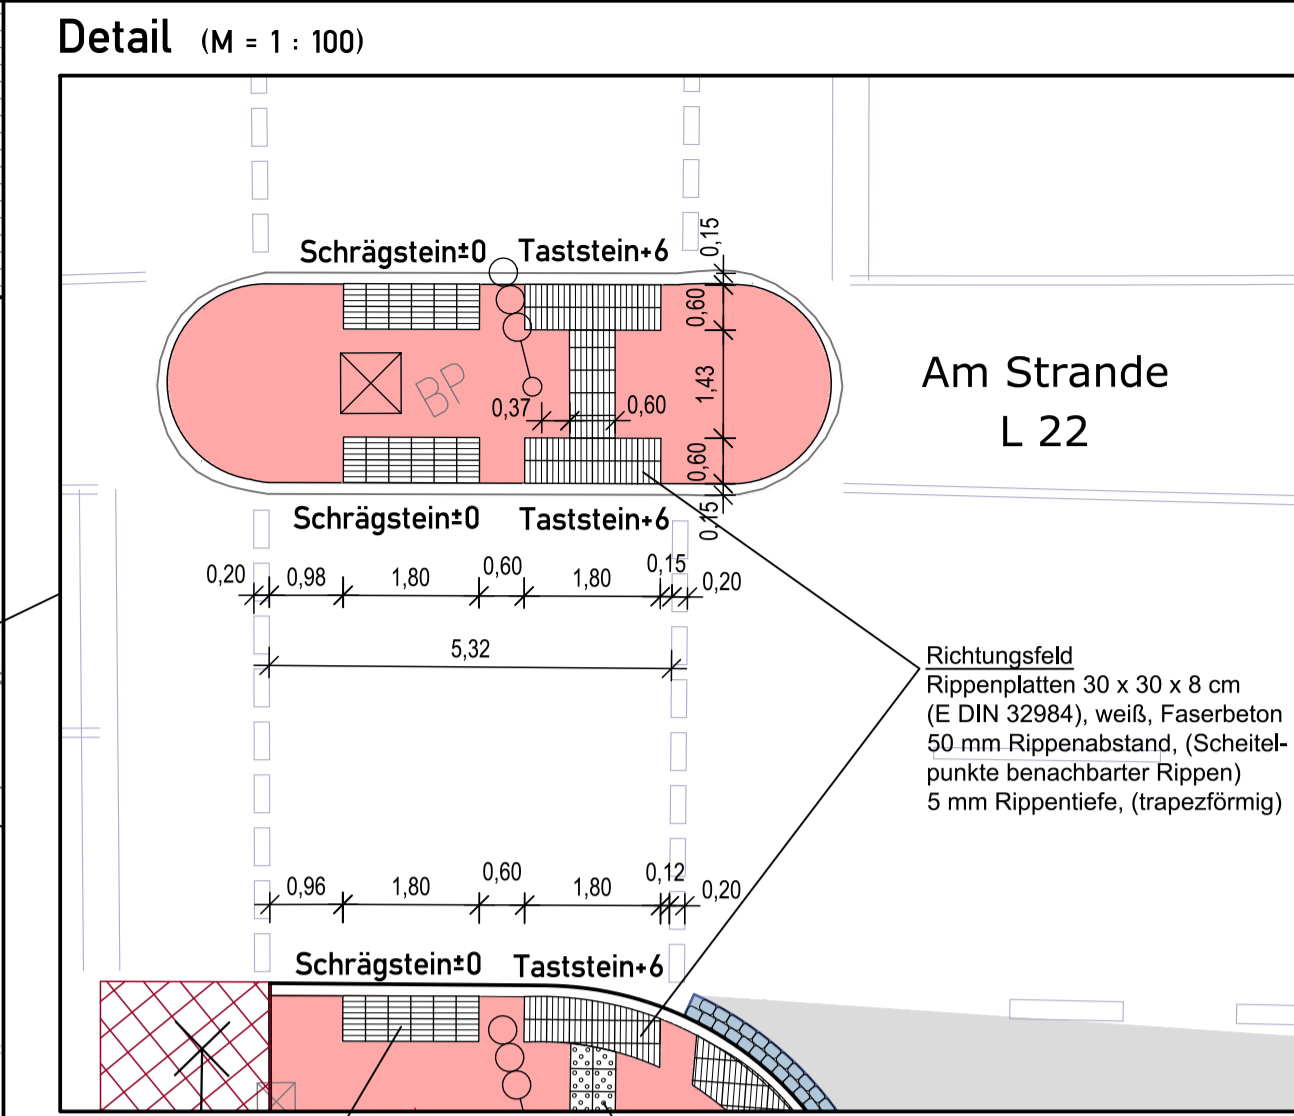 Detail (M = 1 : 100)
Schrägstein±0 Taststein+6
0,15
0,60
BP
1,43
0,37 0,60
0,60
0,15
Am Strande
L 22
Schrägstein±0 Taststein+6
0,20 0,98 1,80 0,60 1,80 0,15 0,20
5,32
Richtungsfeld
Rippenplatten 30 x 30 x 8 cm
(E DIN 32984), weiß, Faserbeton
50 mm Rippenabstand, (Scheitel-
punkte benachbarter Rippen)
5 mm Rippentiefe, (trapezförmig)
0,96 1,80 0,60 1,80 0,12 0,20
Schrägstein±0 Taststein+6